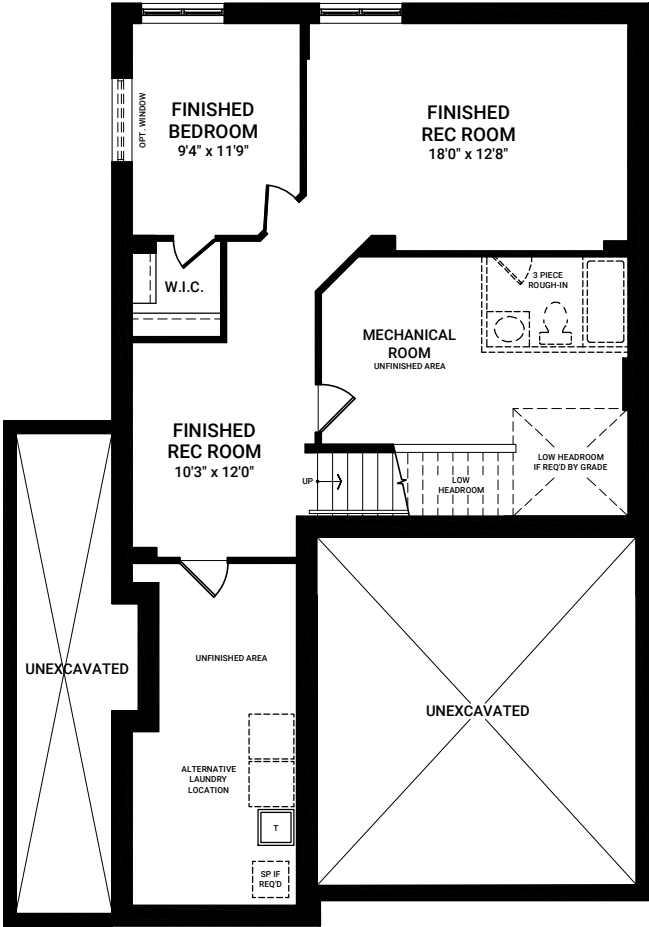 OPT. WINDOW
FINISHED
BEDROOM
9'4" x 11'9"
FINISHED
REC ROOM
18'0" x 12'8"
W.I.C.
3 PIECE
ROUGH-IN
MECHANICAL
ROOM
UNFINISHED AREA
FINISHED
REC ROOM
10'3" x 12'0"
UP
LOW
HEADROOM
LOW HEADROOM
IF REQ'D BY GRADE
UNEXCAVATED
UNFINISHED AREA
UNEXCAVATED
ALTERNATIVE
LAUNDRY
LOCATION
T
SP IF
REQ'D